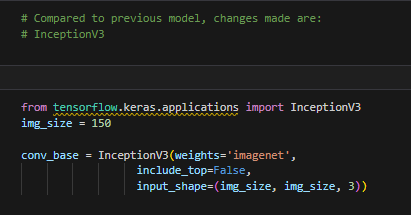 # Compared to previous model, changes made are:
# InceptionV3
from tensorflow.keras.applications import InceptionV3
img_size = 150
conv_base = InceptionV3(weights='imagenet',
include_top=False,
input_shape=(img_size, img_size, 3))